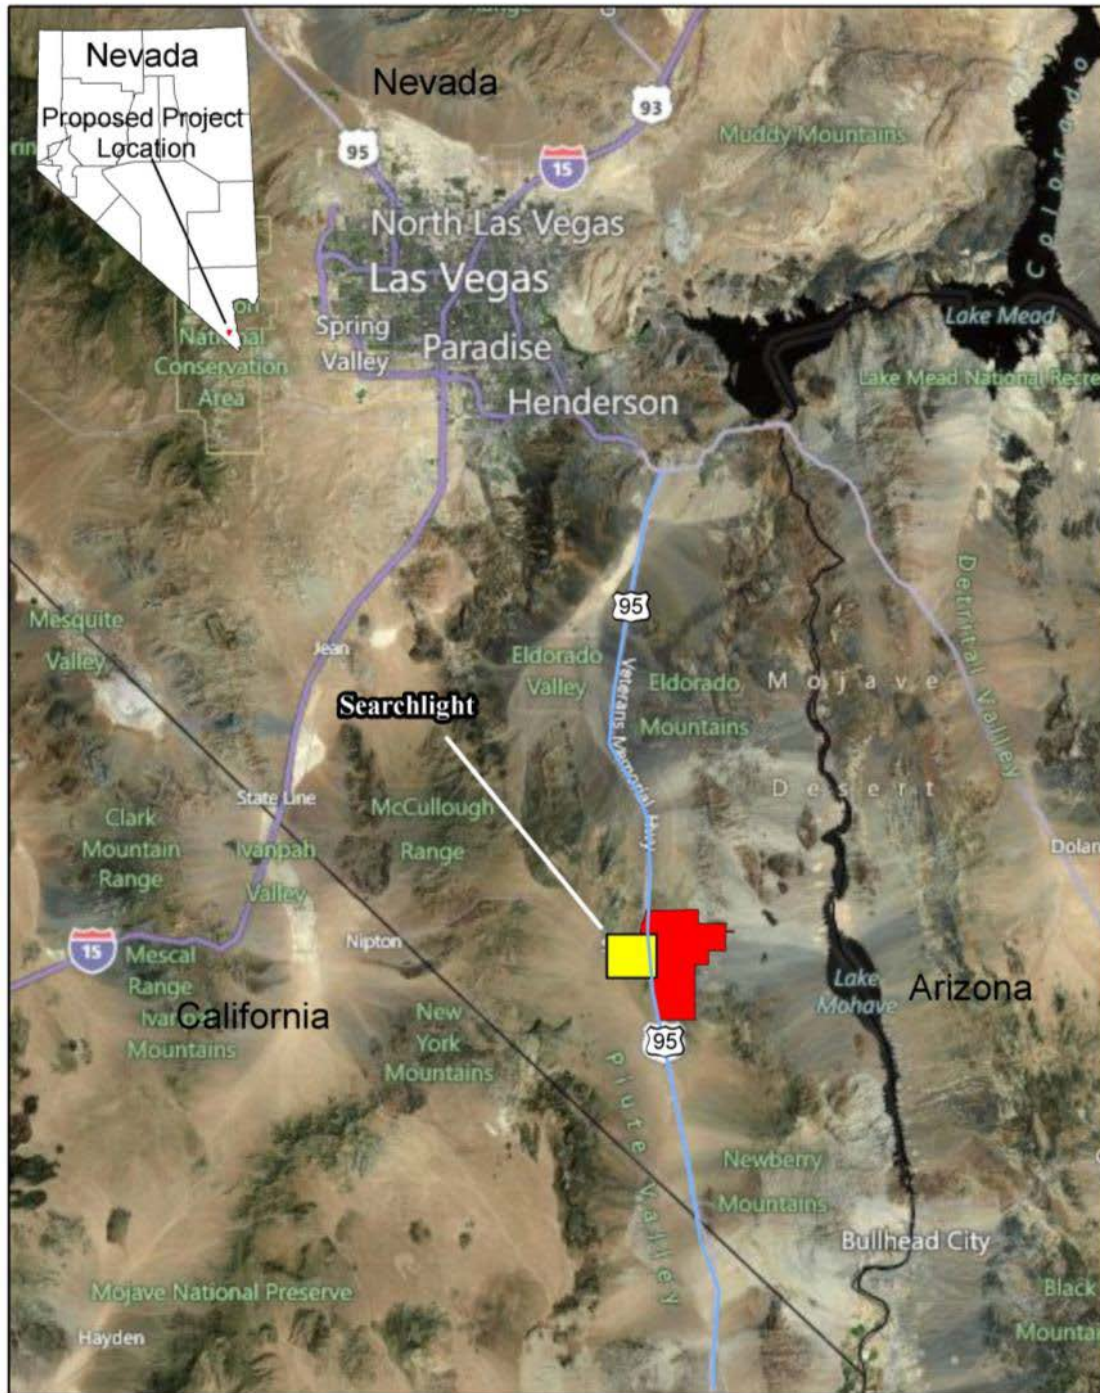 Nevada
Proposed Project
Location
Nevada
93
95
15
Muddy Mountains
Colorado
North Las Vegas
Las Vegas
Spring
Valley
Paradise
Henderson
Lake Mead
National
Conservation
Area
Lake Mead National Recre
Mesquite
Valley
Jean
95
Eldorado
Valley
Veterans Memorial Hwy
Eldorado
Mountains
Mojave
Desert
Detrital Valley
Searchlight
State Line
McCullough
Range
Clark
Mountain
Range
Ivanpah
Valley
Dolan
15
Nipton
Mescal
Range
Ivan
Mountains
California
New
York
Mountains
Lake
Mohave
Arizona
95
Piute Valley
Newberry
Mountains
Bullhead City
Mojave National Preserve
Hayden
Black
Mountai